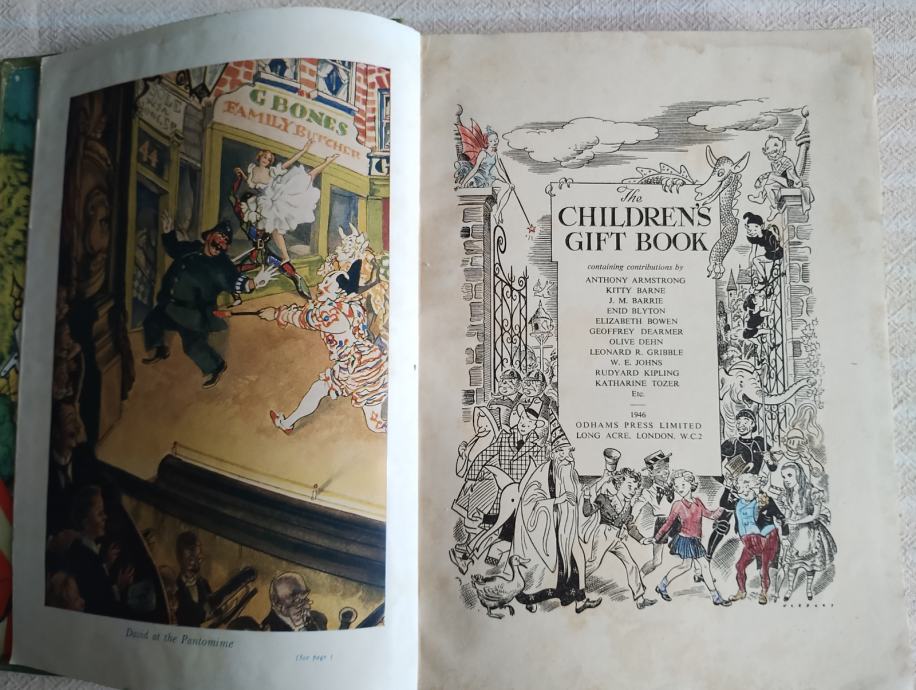 G BONES
FAMILY BUTCHER
44
David at the Pantomime
(See page )
The
CHILDREN'S
GIFT BOOK
containing contributions by
ANTHONY ARMSTRONG
KITTY BARNE
J. M. BARRIE
ENID BLYTON
ELIZABETH BOWEN
GEOFFREY DEARMER
OLIVE DEHN
LEONARD R. GRIBBLE
W. E. JOHNS
RUDYARD KIPLING
KATHARINE TOZER
Etc.
1946
ODHAMS PRESS LIMITED
LONG ACRE, LONDON, W.C.2